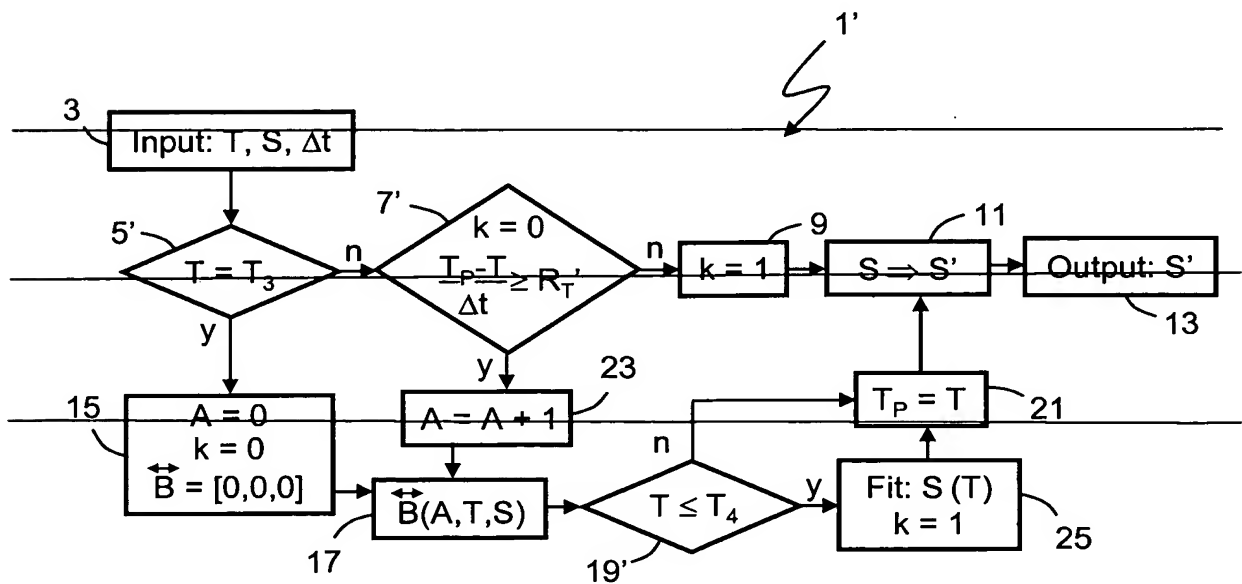 1'
3
Input: T, S, Δt
5'
T = T₃
n
y
7'
k = 0
T_P-T
Δt
≥ R_T'
n
y
9
k = 1
11
S ⇒ S'
Output: S'
13
15
A = 0
k = 0
B = [0,0,0]
23
A = A + 1
17
B(A,T,S)
n
T ≤ T₄
y
19'
T_P = T
21
Fit: S (T)
k = 1
25